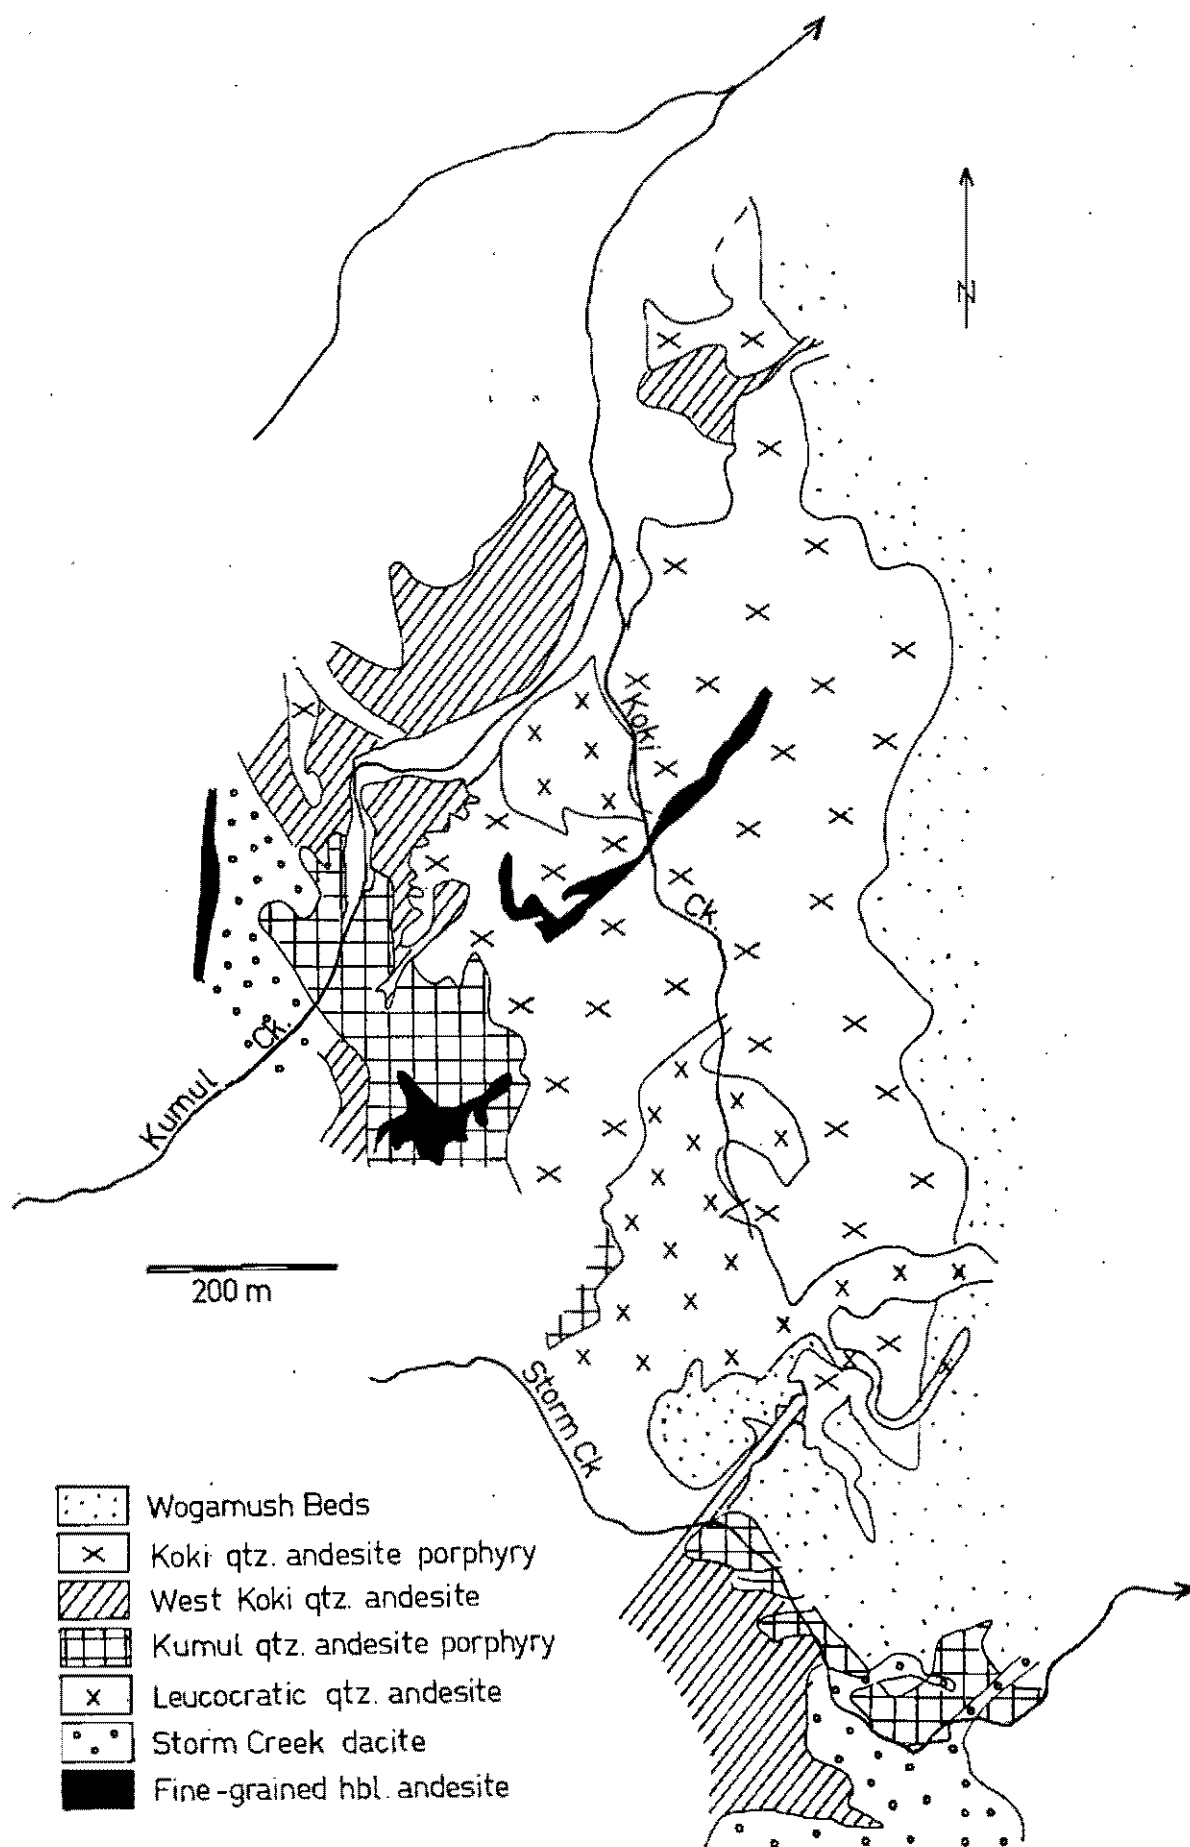 N
Koki
Ck.
Kumul
Ck.
200 m
Storm Ck
Wogamush Beds
Koki qtz. andesite porphyry
West Koki qtz. andesite
Kumul qtz. andesite porphyry
Leucocratic qtz. andesite
Storm Creek dacite
Fine-grained hbl. andesite